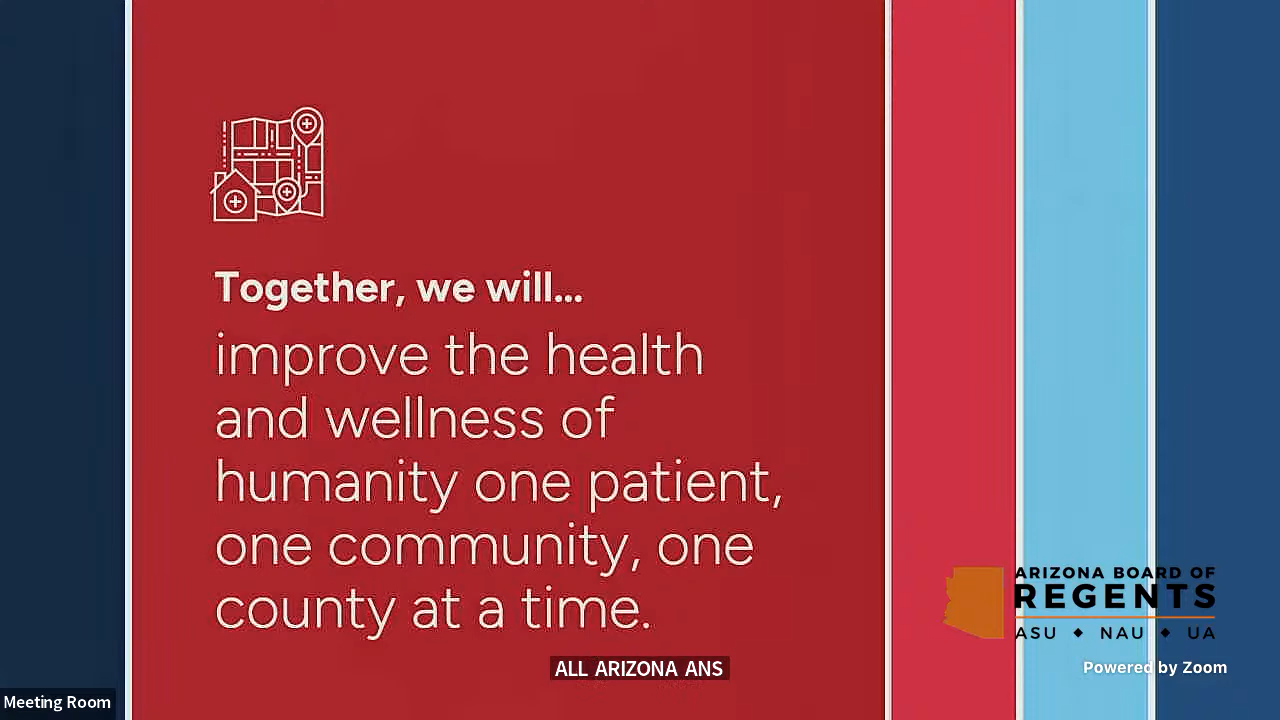 Together, we will...
improve the health
and wellness of
humanity one patient,
one community, one
county at a time.
ARIZONA BOARD OF
REGENTS
ASU ◆ NAU ◆ UA
ALL ARIZONA ANS
Powered by Zoom
Meeting Room